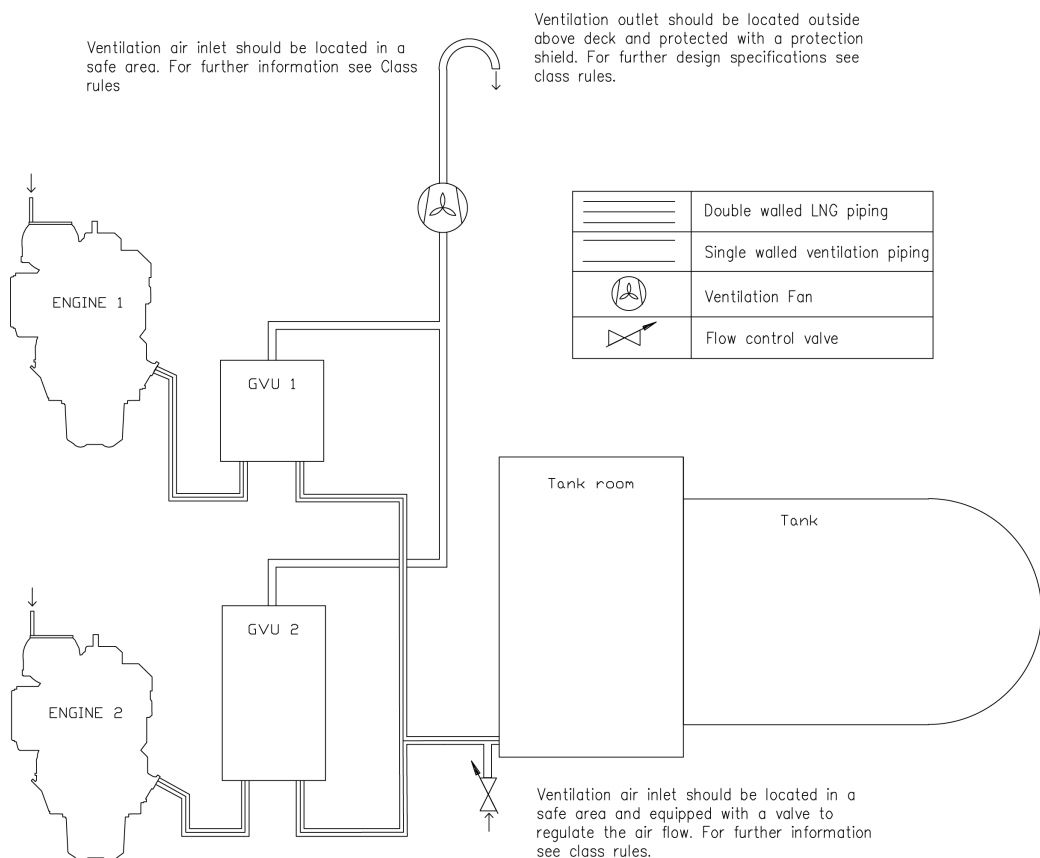 Ventilation air inlet should be located in a
safe area. For further information see Class
rules
Ventilation outlet should be located outside
above deck and protected with a protection
shield. For further design specifications see
class rules.
Double walled LNG piping
Single walled ventilation piping
Ventilation Fan
Flow control valve
ENGINE 1
GVU 1
Tank room
Tank
GVU 2
ENGINE 2
Ventilation air inlet should be located in a
safe area and equipped with a valve to
regulate the air flow. For further information
see class rules.